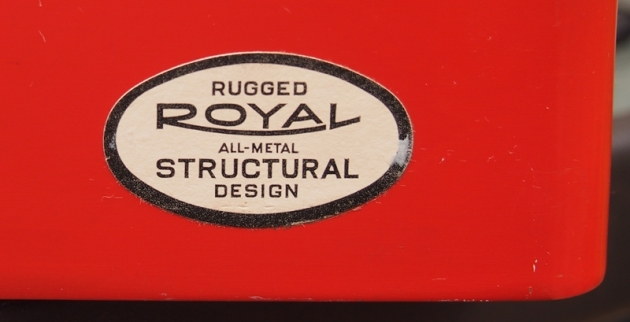 RUGGED
ROYAL
ALL-METAL
STRUCTURAL
DESIGN